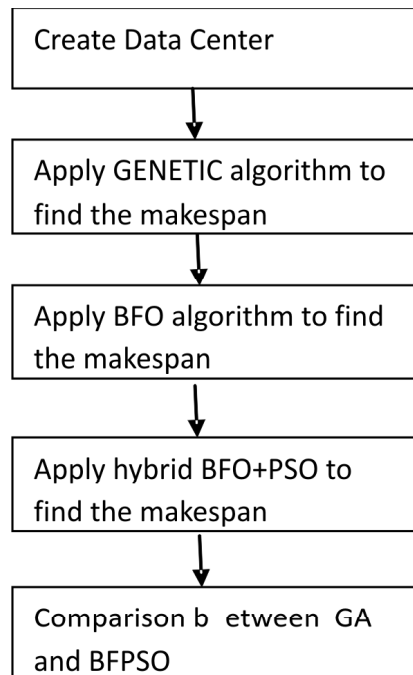 Create Data Center
Apply GENETIC algorithm to
find the makespan
Apply BFO algorithm to find
the makespan
Apply hybrid BFO+PSO to
find the makespan
Comparison b etween GA
and BFPSO